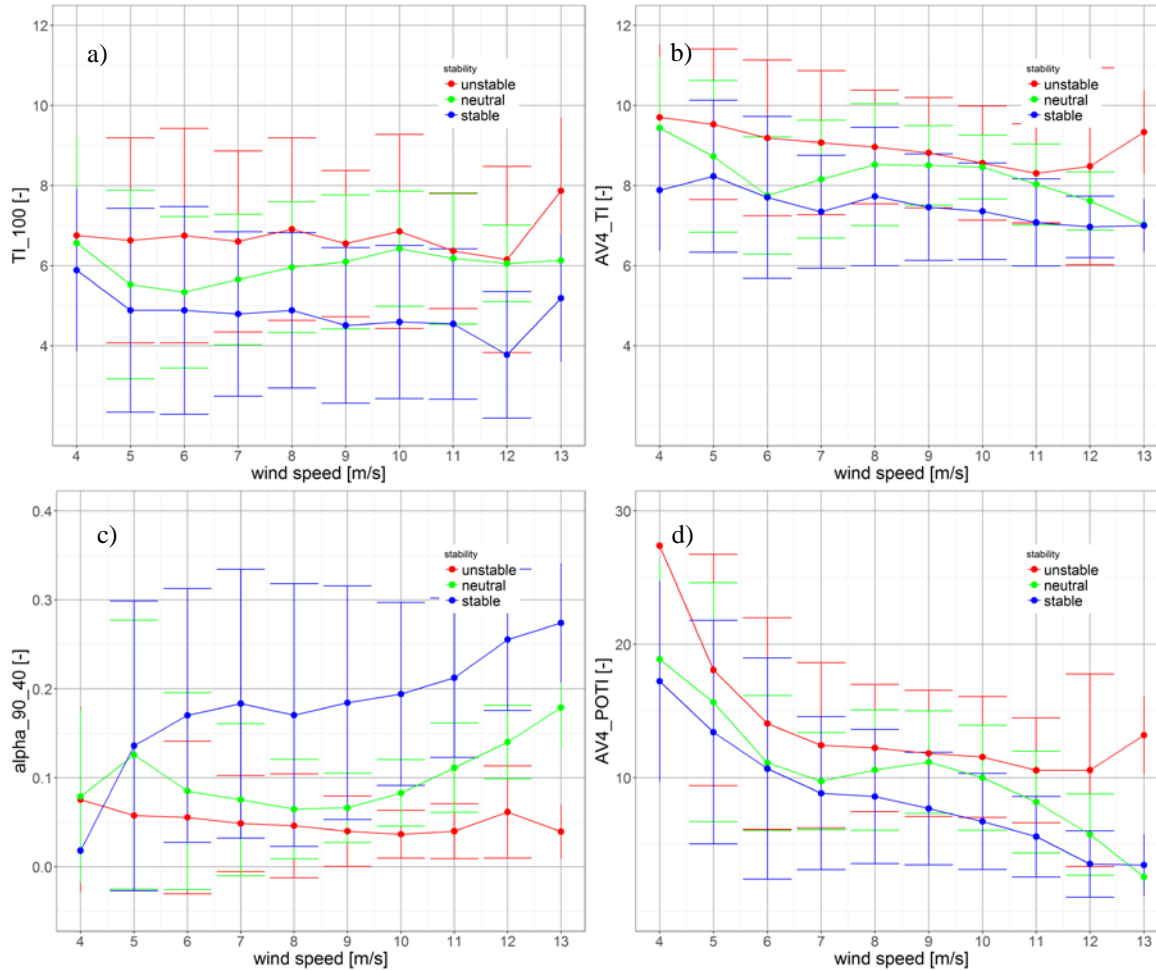 a)
stability
unstable
neutral
stable
TI_100
12
10
8
6
4
4 5 6 7 8 9 10 11 12 13
wind speed [m/s]
b)
stability
unstable
neutral
stable
AV4_TI
12
10
8
6
4
4 5 6 7 8 9 10 11 12 13
wind speed [m/s]
c)
stability
unstable
neutral
stable
alpha_90_40 [-]
0.4
0.3
0.2
0.1
0.0
4 5 6 7 8 9 10 11 12 13
wind speed [m/s]
d)
stability
unstable
neutral
stable
AV4_POTI [-]
30
20
10
4 5 6 7 8 9 10 11 12 13
wind speed [m/s]